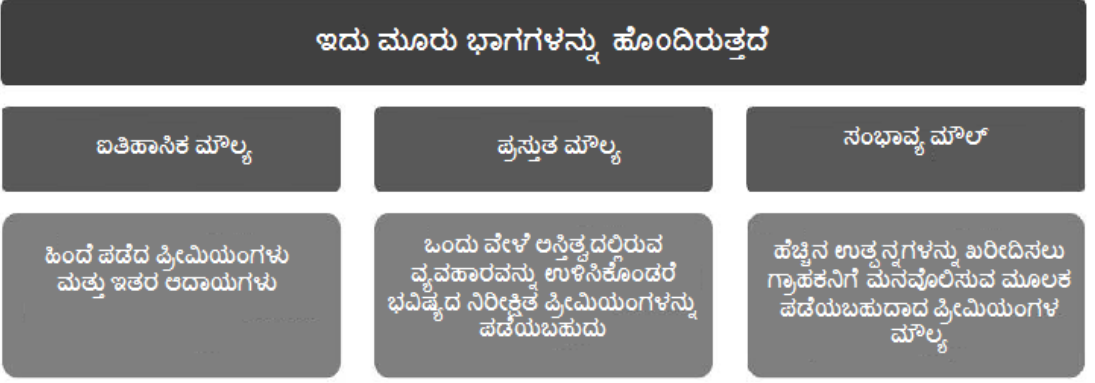 ಇದು ಮೂರು ಭಾಗಗಳನ್ನು ಹೊಂದಿರುತ್ತದೆ
ಐತಿಹಾಸಿಕ ಮೌಲ್ಯ
ಪ್ರಸ್ತುತ ಮೌಲ್ಯ
ಸಂಭಾವ್ಯ ಮೌಲ್
ಹಿಂದೆ ಪಡೆದ ಪ್ರೀಮಿಯಂಗಳು
ಮತ್ತು ಇತರ ಆದಾಯಗಳು
ಒಂದು ವೇಳೆ ಅಸ್ತಿತ್ವದಲ್ಲಿರುವ
ವ್ಯವಹಾರವನ್ನು ಉಳಿಸಿಕೊಂಡರೆ
ಭವಿಷ್ಯದ ನಿರೀಕ್ಷಿತ ಪ್ರೀಮಿಯಂಗಳನ್ನು
ಪಡೆಯಬಹುದು
ಹೆಚ್ಚಿನ ಉತ್ಪನ್ನಗಳನ್ನು ಖರೀದಿಸಲು
ಗ್ರಾಹಕನಿಗೆ ಮನವೊಲಿಸುವ ಮೂಲಕ
ಪಡೆಯಬಹುದಾದ ಪ್ರೀಮಿಯಂಗಳ
ಮೌಲ್ಯ